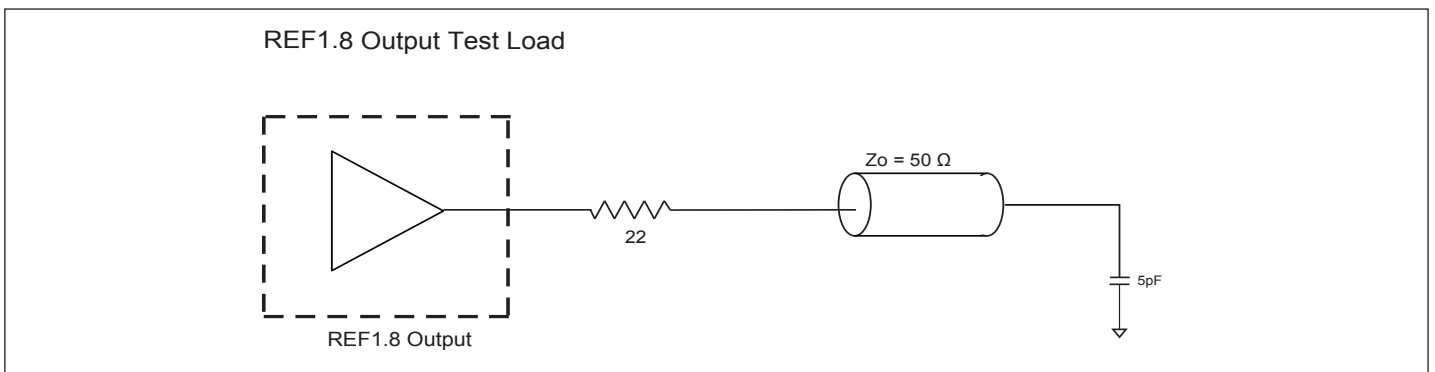 REF1.8 Output Test Load
Zo = 50 Ω
22
5pF
REF1.8 Output